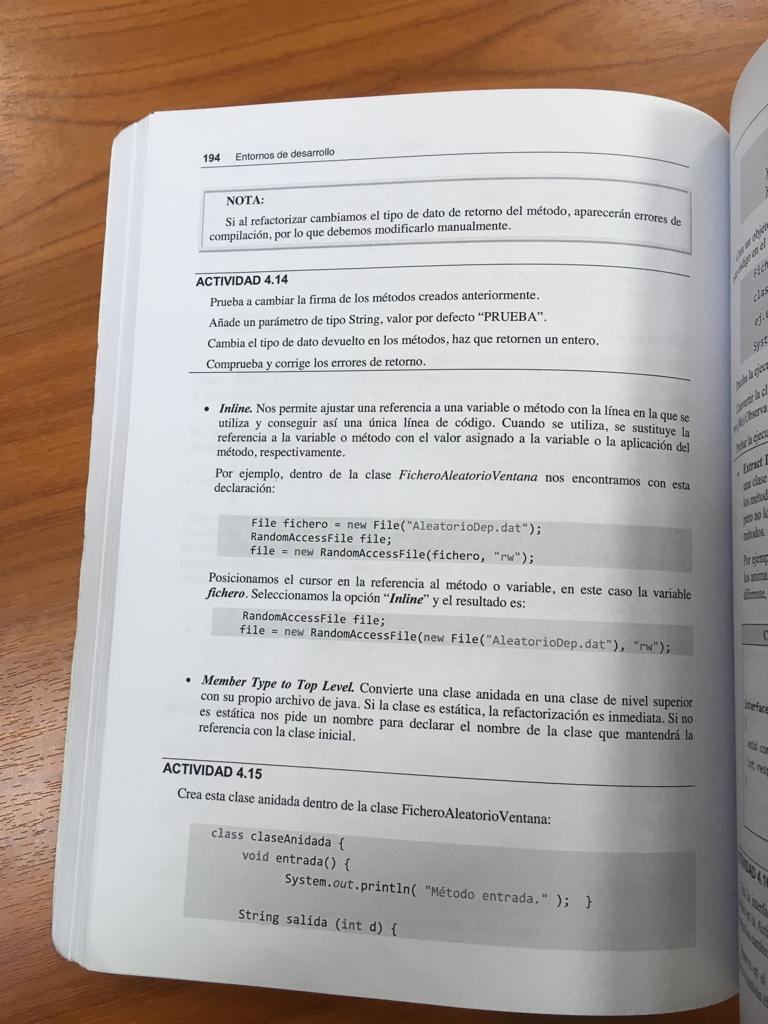 194 Entornos de desarrollo
NOTA:
Si al refactorizar cambiamos el tipo de dato de retorno del método, aparecerán errores de
compilación, por lo que debemos modificarlo manualmente.
ACTIVIDAD 4.14
Prueba a cambiar la firma de los métodos creados anteriormente.
Añade un parámetro de tipo String, valor por defecto “PRUEBA”.
Cambia el tipo de dato devuelto en los métodos, haz que retornen un entero.
Comprueba y corrige los errores de retorno.
• Inline. Nos permite ajustar una referencia a una variable o método con la línea en la que se
utiliza y conseguir así una única línea de código. Cuando se utiliza, se sustituye la
referencia a la variable o método con el valor asignado a la variable o la aplicación del
método, respectivamente.
Por ejemplo, dentro de la clase FicheroAleatorioVentana nos encontramos con esta
declaración:
File fichero = new File("AleatorioDep.dat");
RandomAccessFile file;
file = new RandomAccessFile(fichero, "rw");
Posicionamos el cursor en la referencia al método o variable, en este caso la variable
fichero. Seleccionamos la opción “Inline” y el resultado es:
RandomAccessFile file;
file = new RandomAccessFile(new File("AleatorioDep.dat"), "rw");
• Member Type to Top Level. Convierte una clase anidada en una clase de nivel superior
con su propio archivo de java. Si la clase es estática, la refactorización es inmediata. Si no
es estática nos pide un nombre para declarar el nombre de la clase que mantendrá la
referencia con la clase inicial.
ACTIVIDAD 4.15
Crea esta clase anidada dentro de la clase FicheroAleatorioVentana:
class claseAnidada {
void entrada() {
System.out.println( "Método entrada." ); }
String salida (int d) {